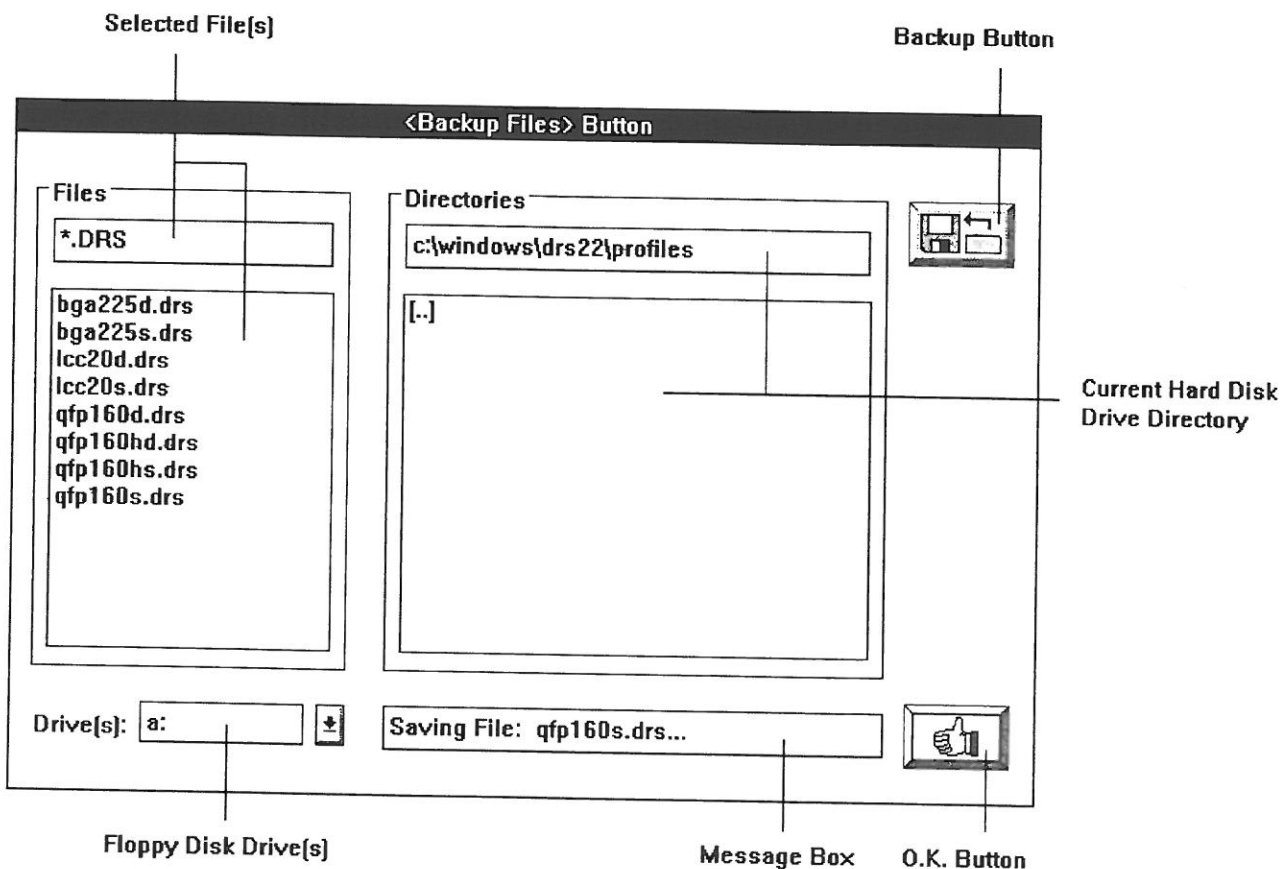 Selected File(s)
Backup Button
<Backup Files> Button
Files
*.DRS
bga225d.drs
bga225s.drs
lcc20d.drs
lcc20s.drs
qfp160d.drs
qfp160hd.drs
qfp160hs.drs
qfp160s.drs
Directories
c:\windows\drs22\profiles
[..]
Current Hard Disk
Drive Directory
Drive(s): a:
Saving File: qfp160s.drs...
Floppy Disk Drive(s)
Message Box
O.K. Button